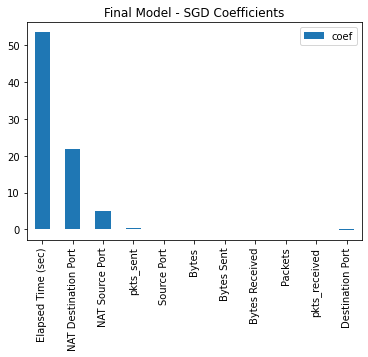 Final Model - SGD Coefficients
coef
50
40
30
20
10
0
Elapsed Time (sec)
NAT Destination Port
NAT Source Port
pkts_sent
Source Port
Bytes
Bytes Sent
Bytes Received
Packets
pkts_received
Destination Port